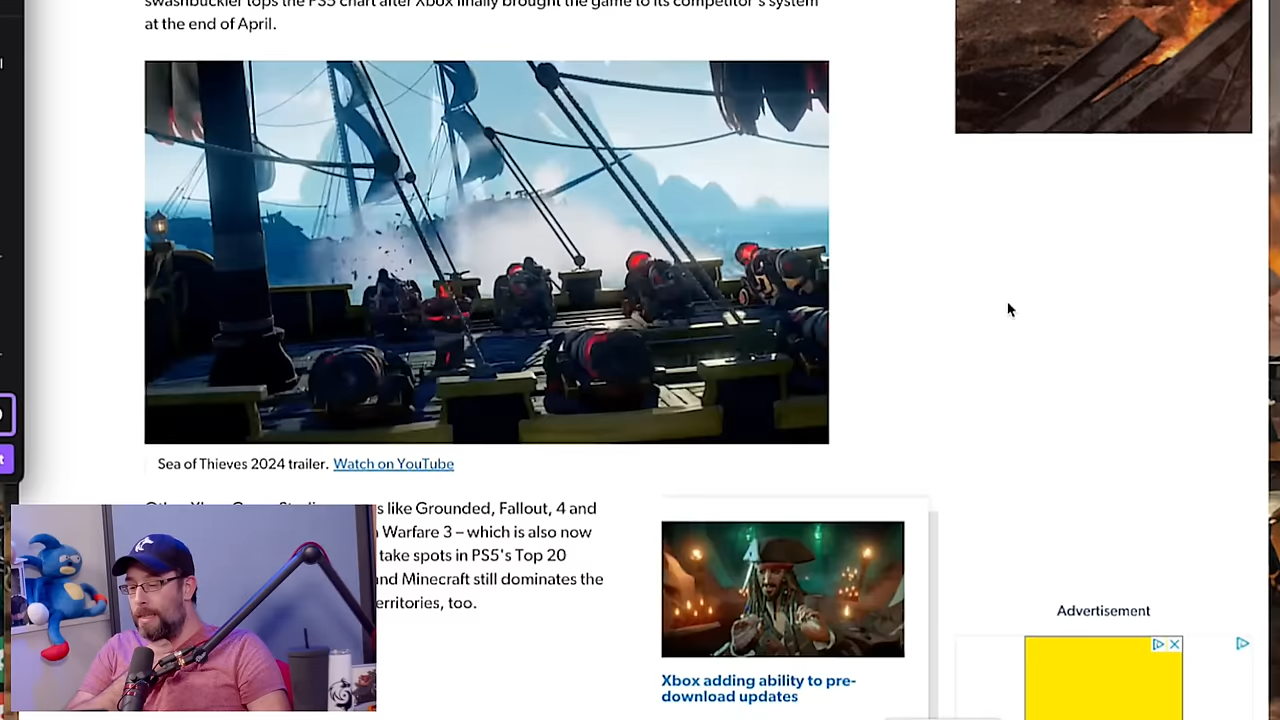 swashbuckler tops the PS5 chart after Xbox finally brought the game to its competitor's system
at the end of April.
Sea of Thieves 2024 trailer. Watch on YouTube
s like Grounded, Fallout, 4 and
Warfare 3 – which is also now
take spots in PS5's Top 20
nd Minecraft still dominates the
erritories, too.
Xbox adding ability to pre-
download updates
Advertisement